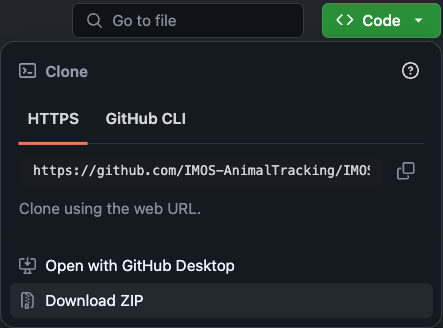 Go to file
Code
Clone
HTTPS
GitHub CLI
https://github.com/IMOS-AnimalTracking/IMOS
Clone using the web URL.
Open with GitHub Desktop
Download ZIP